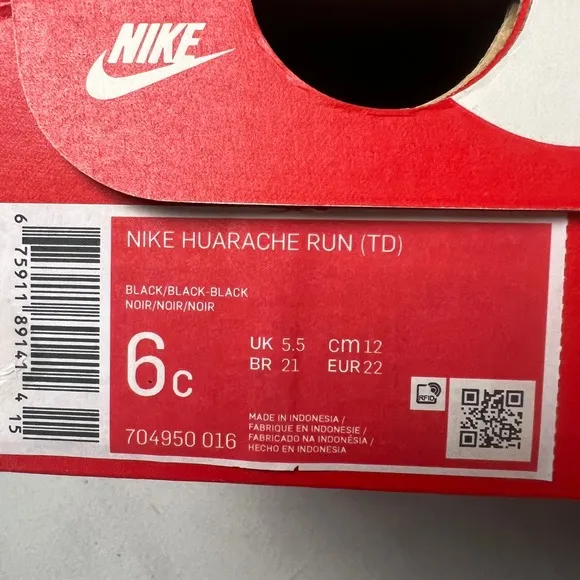 NIKE
NIKE HUARACHE RUN (TD)
BLACK/BLACK-BLACK
NOIR/NOIR/NOIR
6c
UK 5.5 cm 12
BR 21 EUR 22
RFID
704950 016
MADE IN INDONESIA/
FABRIQUE EN INDONESIE/
FABRICADO NA INDONÉSIA/
HECHO EN INDONESIA
6 75911 89141 4 15